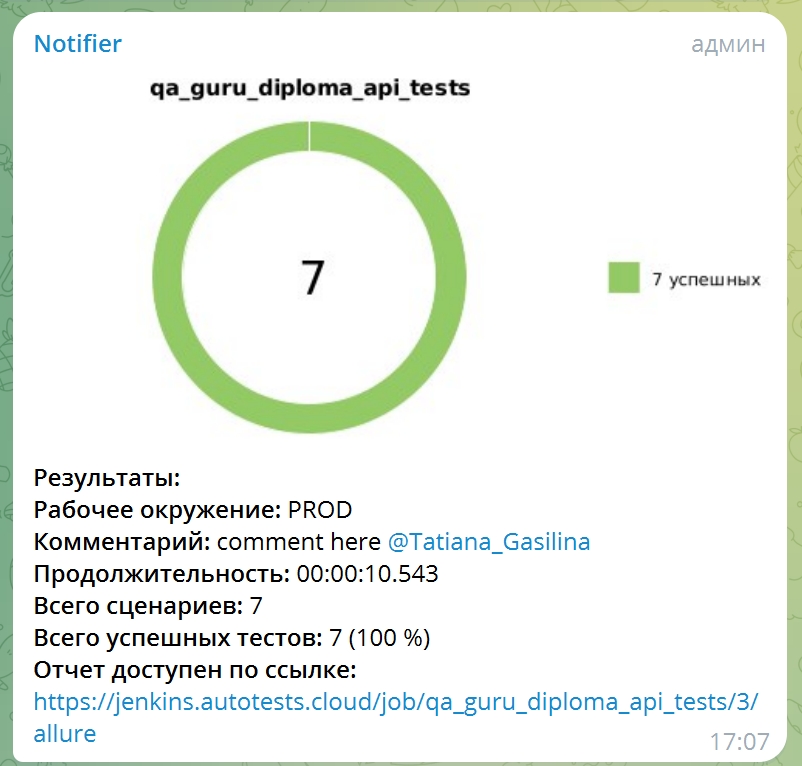 Notifier админ
qa_guru_diploma_api_tests
7
7 успешных
Результаты:
Рабочее окружение: PROD
Комментарий: comment here @Tatiana_Gasilina
Продолжительность: 00:00:10.543
Всего сценариев: 7
Всего успешных тестов: 7 (100 %)
Отчет доступен по ссылке:
https://jenkins.autotests.cloud/job/qa_guru_diploma_api_tests/3/
allure
17:07